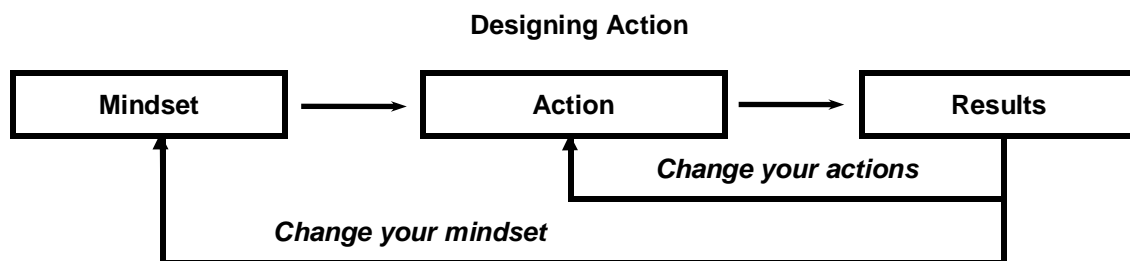 Designing Action
Mindset
Action
Results
Change your actions
Change your mindset